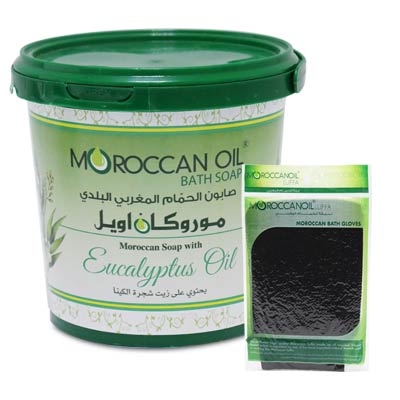 MOROCCAN OIL®
BATH SOAP
صابون الحمام المغربي البلدي
موروكان اويل
Moroccan Soap with
Eucalyptus Oil
يحتوي على زيت شجرة الكينا
MOROCCANOIL
LUFFA
MOROCCAN BATH GLOVES